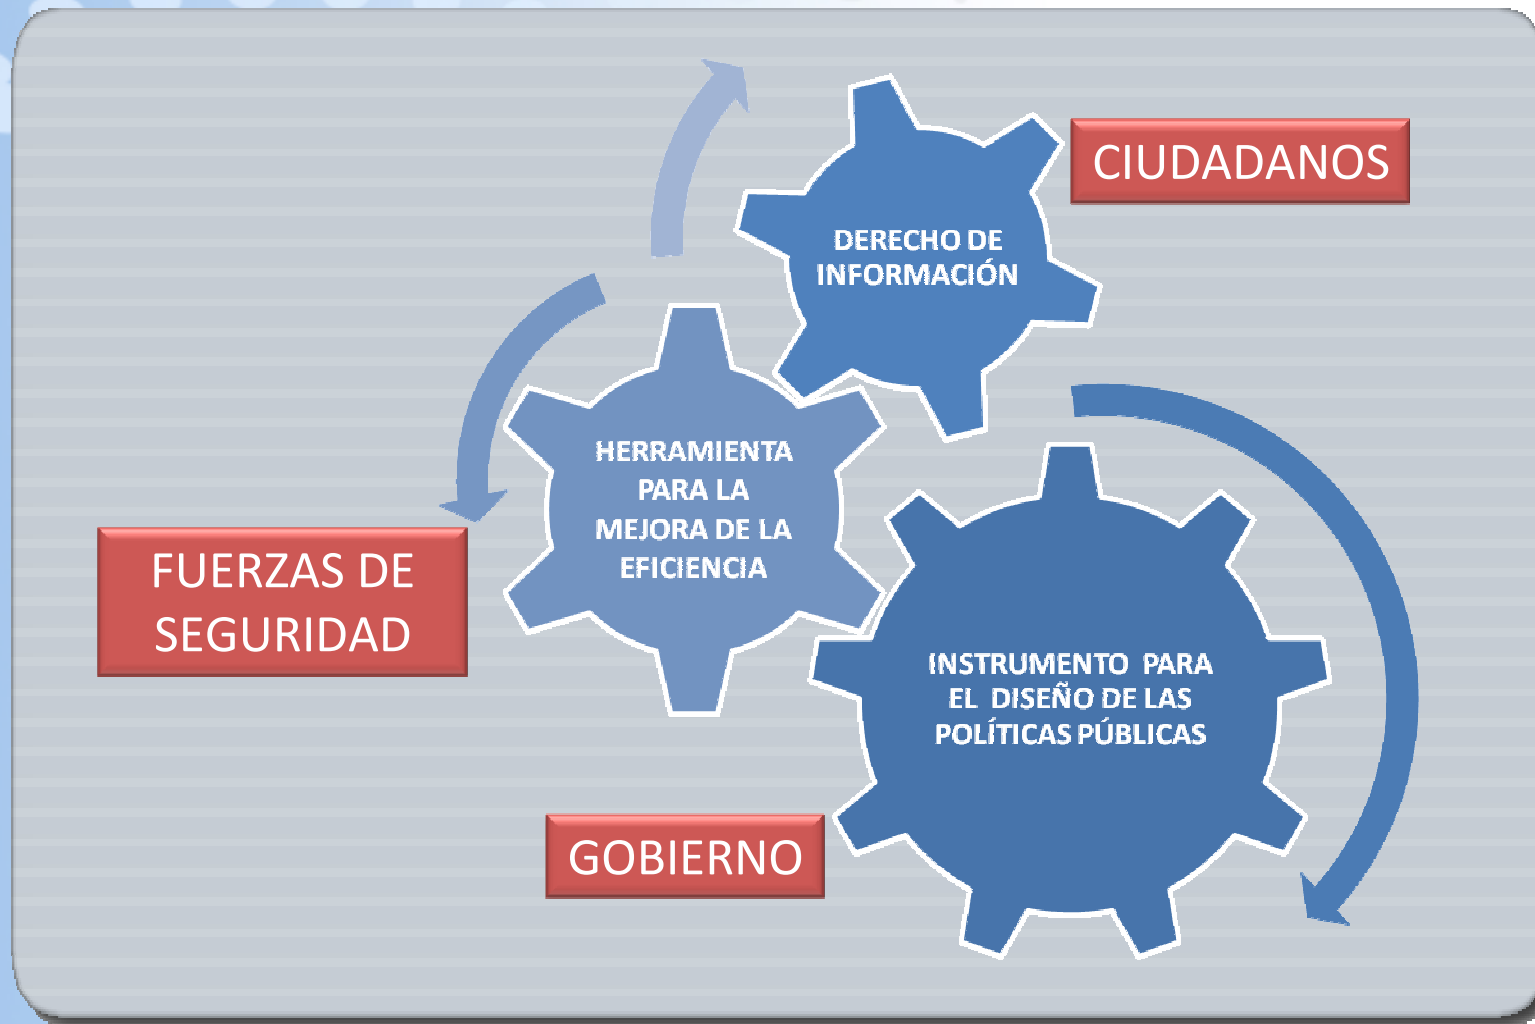 CIUDADANOS
DERECHO DE
INFORMACIÓN
HERRAMIENTA
PARA LA
MEJORA DE LA
EFICIENCIA
FUERZAS DE
SEGURIDAD
INSTRUMENTO PARA
EL DISEÑO DE LAS
POLÍTICAS PÚBLICAS
GOBIERNO